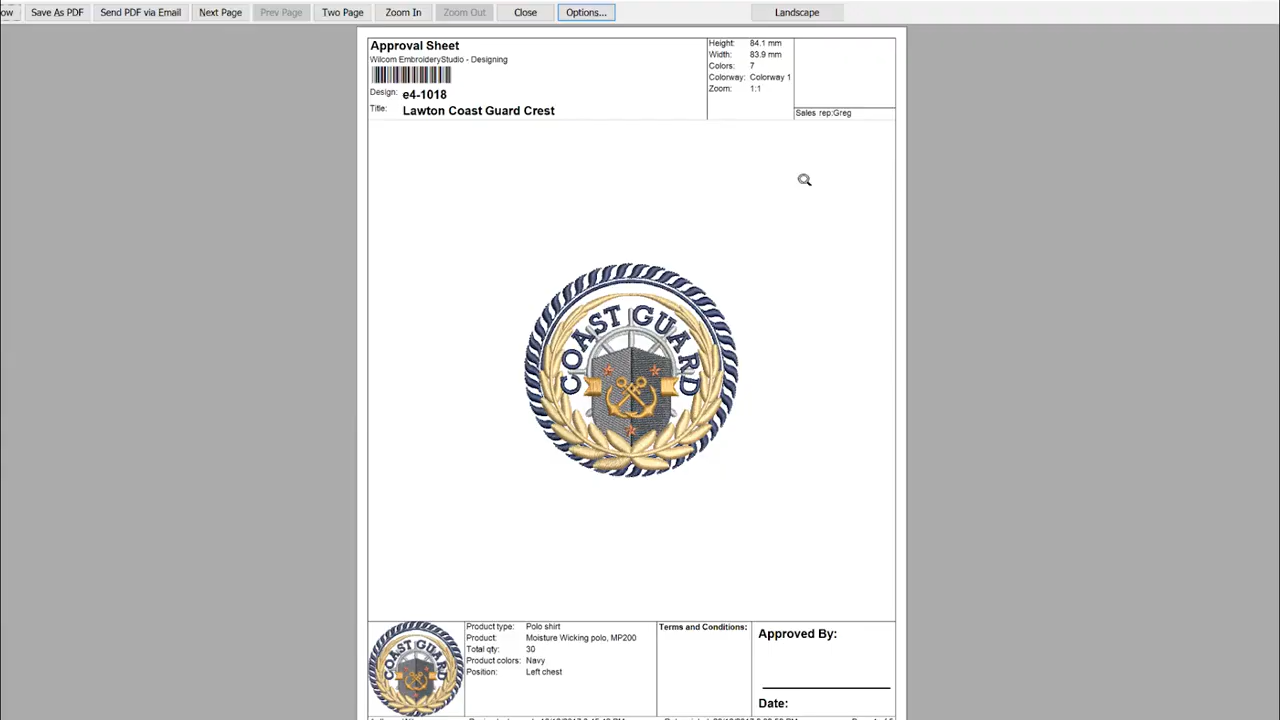 ow Save As PDF Send PDF via Email Next Page Prev Page Two Page Zoom In Zoom Out Close Options... Landscape
Approval Sheet
Wilcom EmbroideryStudio - Designing
Design: e4-1018
Title: Lawton Coast Guard Crest
Height: 84.1 mm
Width: 83.9 mm
Colors: 7
Colorway: Colorway 1
Zoom: 1:1
Sales rep:Greg
COAST GUARD
COAST GUARD
Product type: Polo shirt
Product: Moisture Wicking polo, MP200
Total qty: 30
Product colors: Navy
Position: Left chest
Terms and Conditions:
Approved By:
Date: